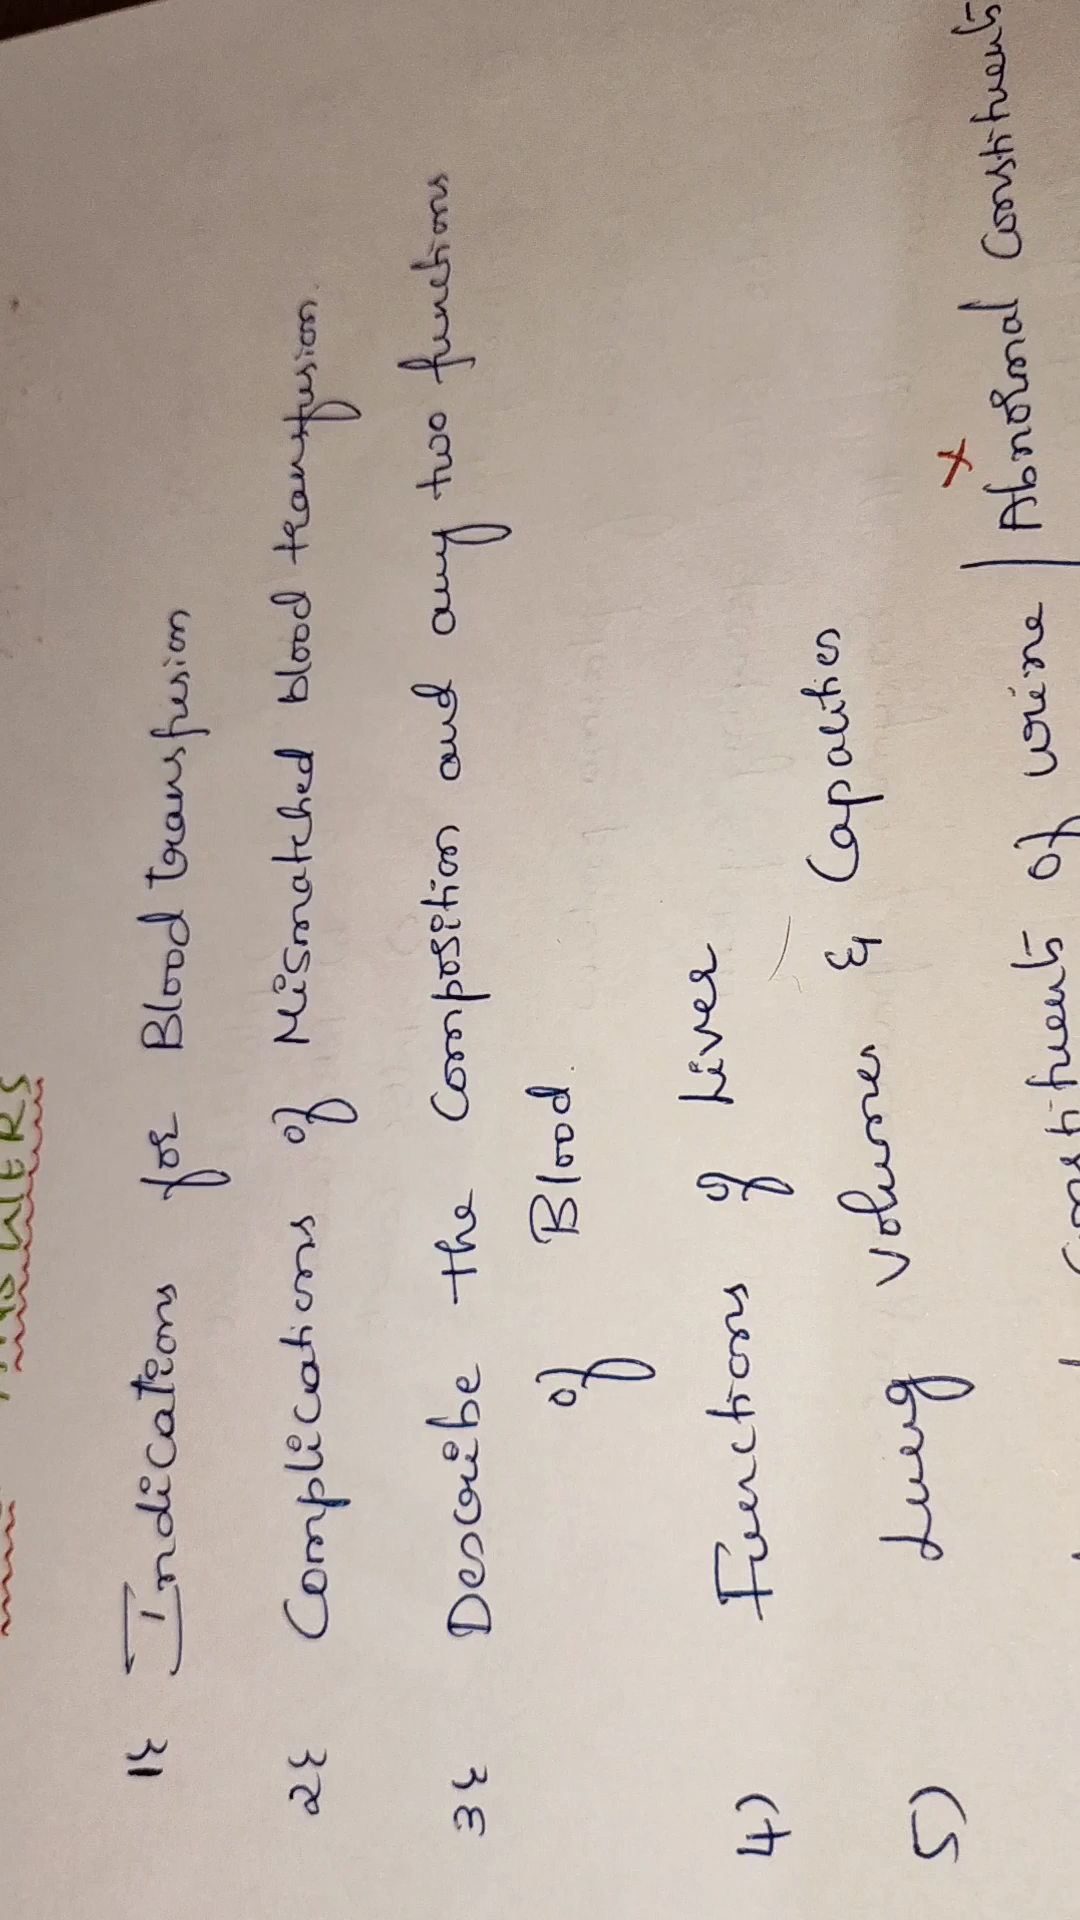 1} Indications for Blood transfusion
2} Complications of Mismatched blood transfusion.
3} Describe the Composition and any two functions
of Blood.
4) Functions of Liver
5) Lung volumes & Capacities
Constituents of urine / Abnormal Constituents